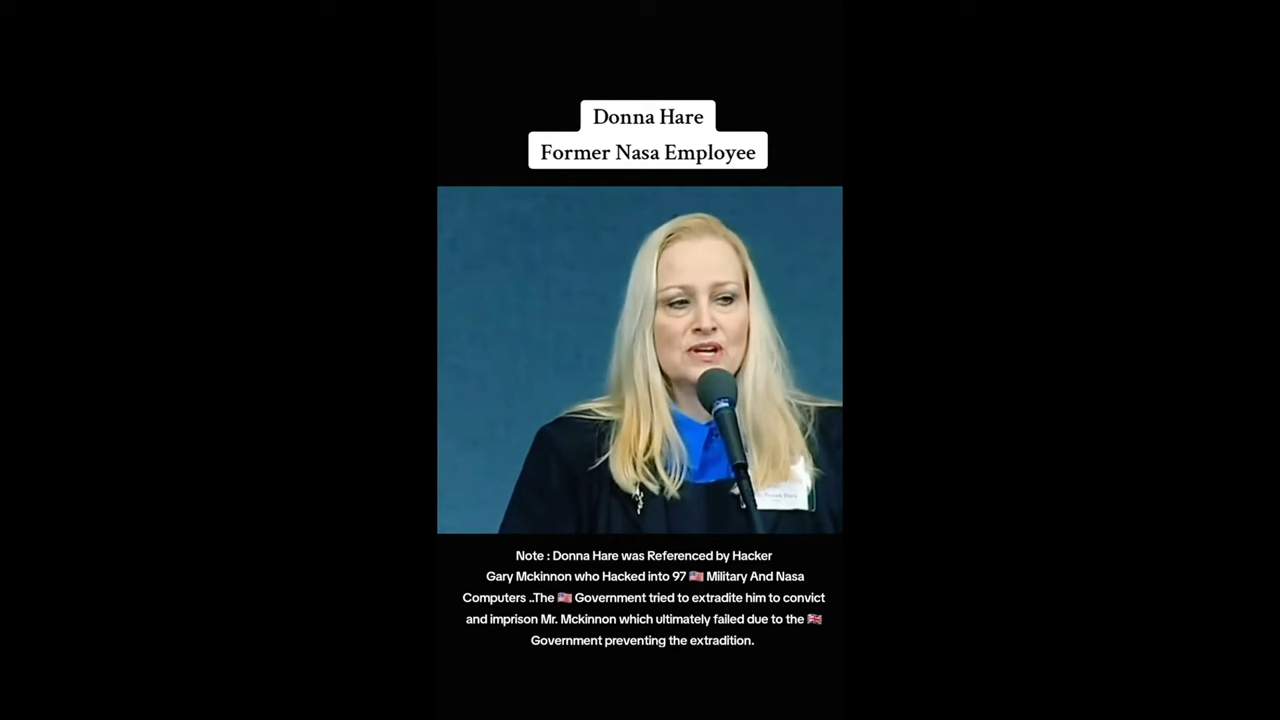 Donna Hare
Former Nasa Employee
Note : Donna Hare was Referenced by Hacker
Gary Mckinnon who Hacked into 97 🇺🇸 Military And Nasa
Computers ..The 🇺🇸 Government tried to extradite him to convict
and imprison Mr. Mckinnon which ultimately failed due to the 🇬🇧
Government preventing the extradition.